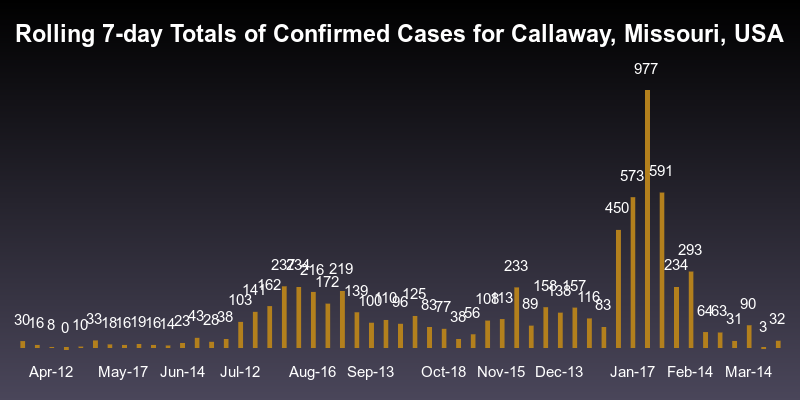 Rolling 7-day Totals of Confirmed Cases for Callaway, Missouri, USA
30 16 8 0 10 33 18 16 19 16 14 23 43 28 38 103 141 162 237 234 216 172 219 139 100 110 96 125 83 77 38 56 108 113 233 89 158 138 157 116 83 450 573 977 591 234 293 64 63 31 90 3 32
Apr-12 May-17 Jun-14 Jul-12 Aug-16 Sep-13 Oct-18 Nov-15 Dec-13 Jan-17 Feb-14 Mar-14